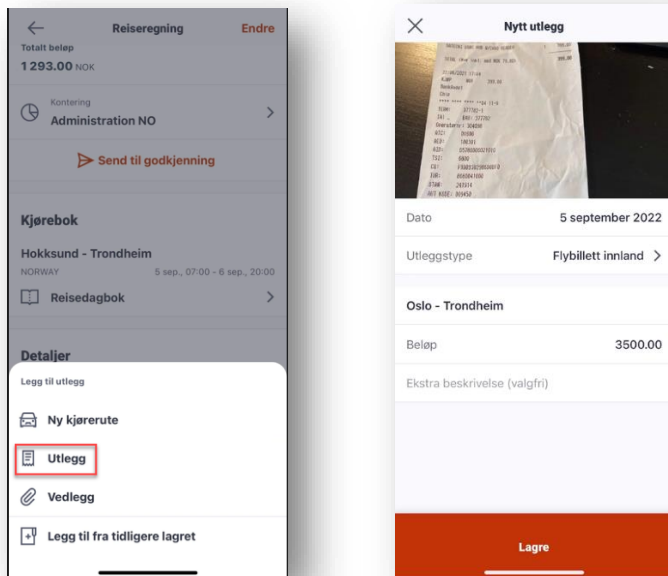 Reiseregning
Endre
Totalt beløp
1 293.00 NOK
Kontering
Administration NO
Send til godkjenning
Kjørebok
Hokksund - Trondheim
NORWAY
5 sep., 07:00 - 6 sep., 20:00
Reisedagbok
Detaljer
Legg til utlegg
Ny kjørerute
Utlegg
Vedlegg
Legg til fra tidligere lagret
Nytt utlegg
Dato
5 september 2022
Utleggstype
Flybillett innland
Oslo - Trondheim
Beløp
3500.00
Ekstra beskrivelse (valgfri)
Lagre